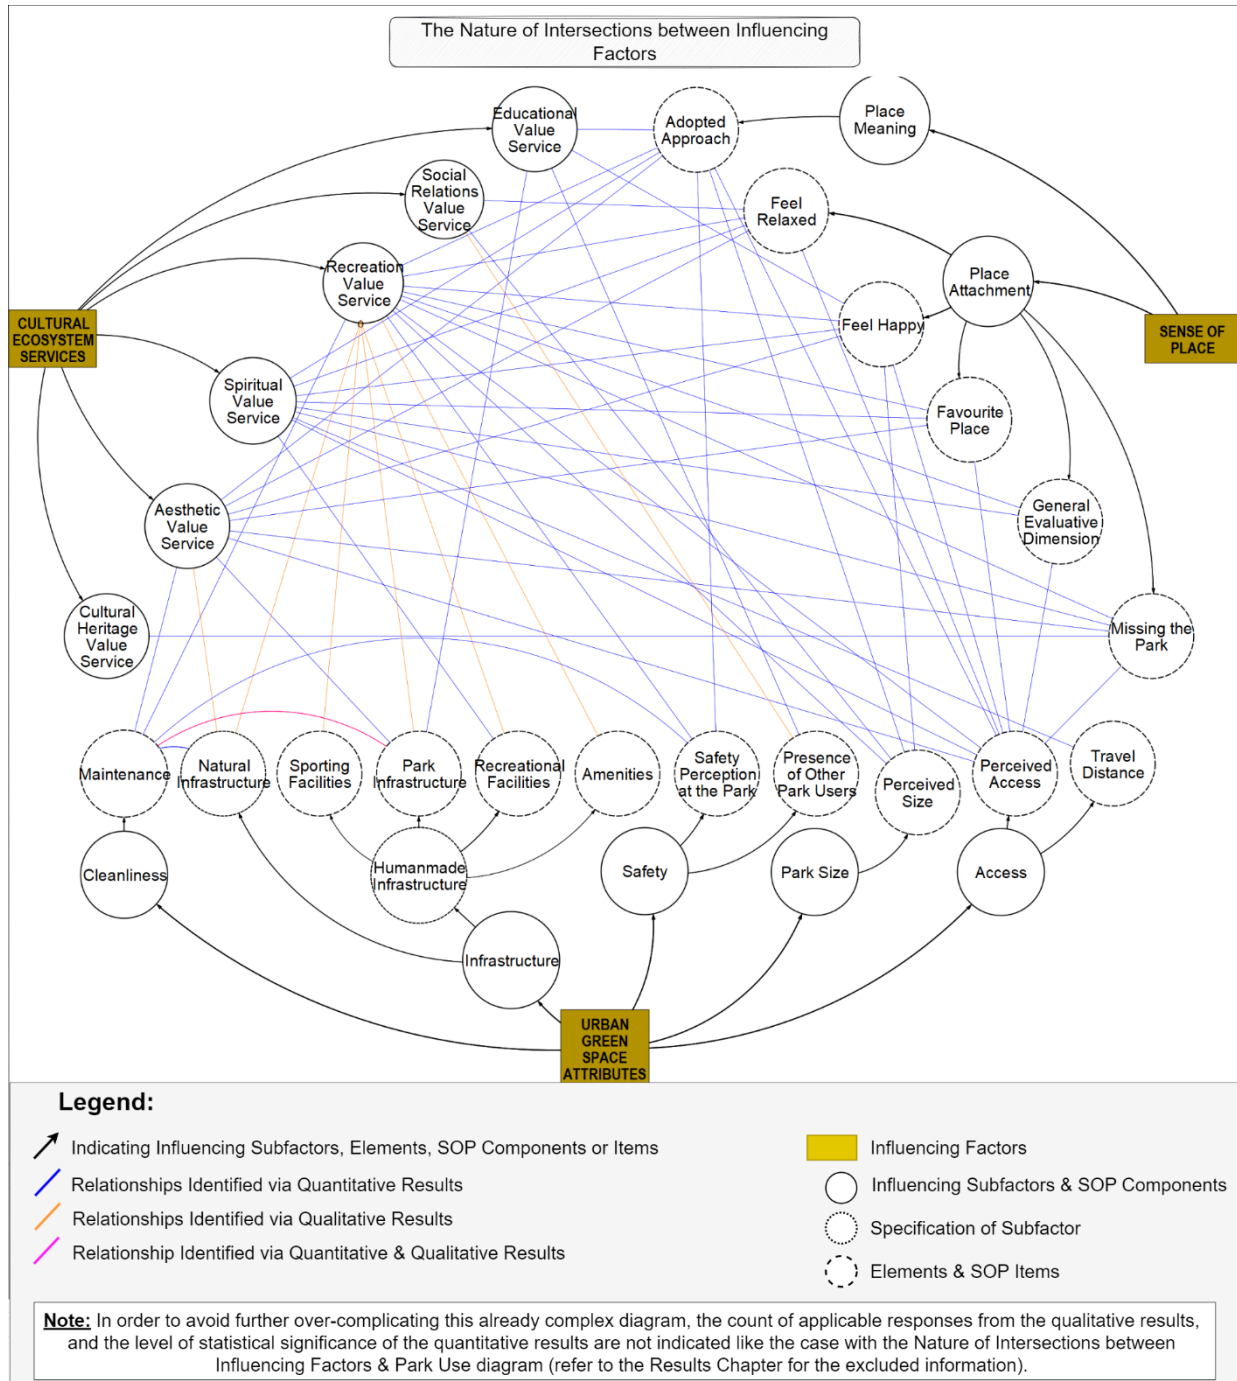 The Nature of Intersections between Influencing
Factors
Educational
Value
Service
Adopted
Approach
Place
Meaning
Social
Relations
Value
Service
Feel
Relaxed
Recreation
Value
Service
Place
Attachment
CULTURAL
ECOSYSTEM
SERVICES
Feel Happy
SENSE OF
PLACE
Spiritual
Value
Service
Favourite
Place
Aesthetic
Value
Service
General
Evaluative
Dimension
Cultural
Heritage
Value
Service
Missing the
Park
Maintenance
Natural
Infrastructure
Sporting
Facilities
Park
Infrastructure
Recreational
Facilities
Amenities
Safety
Perception
at the Park
Presence
of Other
Park Users
Perceived
Size
Perceived
Access
Travel
Distance
Cleanliness
Humanmade
Infrastructure
Safety
Park Size
Access
Infrastructure
URBAN
GREEN
SPACE
ATTRIBUTES
Legend:
Indicating Influencing Subfactors, Elements, SOP Components or Items
Relationships Identified via Quantitative Results
Relationships Identified via Qualitative Results
Relationship Identified via Quantitative & Qualitative Results
Influencing Factors
Influencing Subfactors & SOP Components
Specification of Subfactor
Elements & SOP Items
Note: In order to avoid further over-complicating this already complex diagram, the count of applicable responses from the qualitative results,
and the level of statistical significance of the quantitative results are not indicated like the case with the Nature of Intersections between
Influencing Factors & Park Use diagram (refer to the Results Chapter for the excluded information).